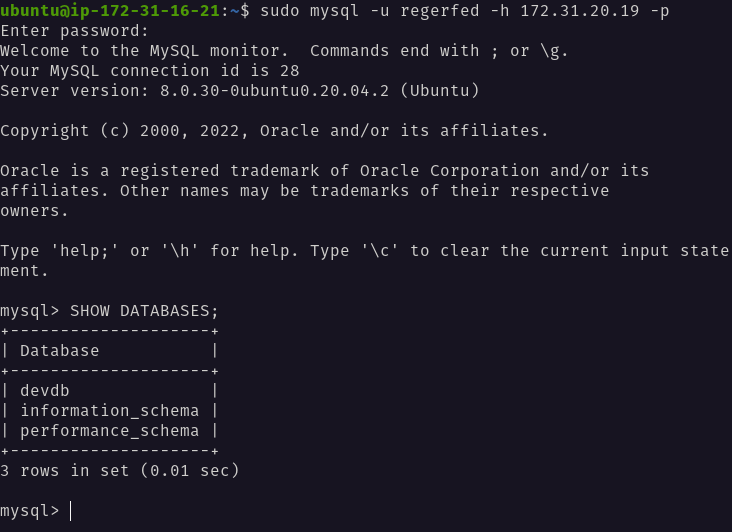 ubuntu@ip-172-31-16-21:~$ sudo mysql -u regerfed -h 172.31.20.19 -p
Enter password:
Welcome to the MySQL monitor.  Commands end with ; or \g.
Your MySQL connection id is 28
Server version: 8.0.30-0ubuntu0.20.04.2 (Ubuntu)

Copyright (c) 2000, 2022, Oracle and/or its affiliates.

Oracle is a registered trademark of Oracle Corporation and/or its
affiliates. Other names may be trademarks of their respective
owners.

Type 'help;' or '\h' for help. Type '\c' to clear the current input state
ment.

mysql> SHOW DATABASES;
+--------------------+
| Database           |
+--------------------+
| devdb              |
| information_schema |
| performance_schema |
+--------------------+
3 rows in set (0.01 sec)

mysql>